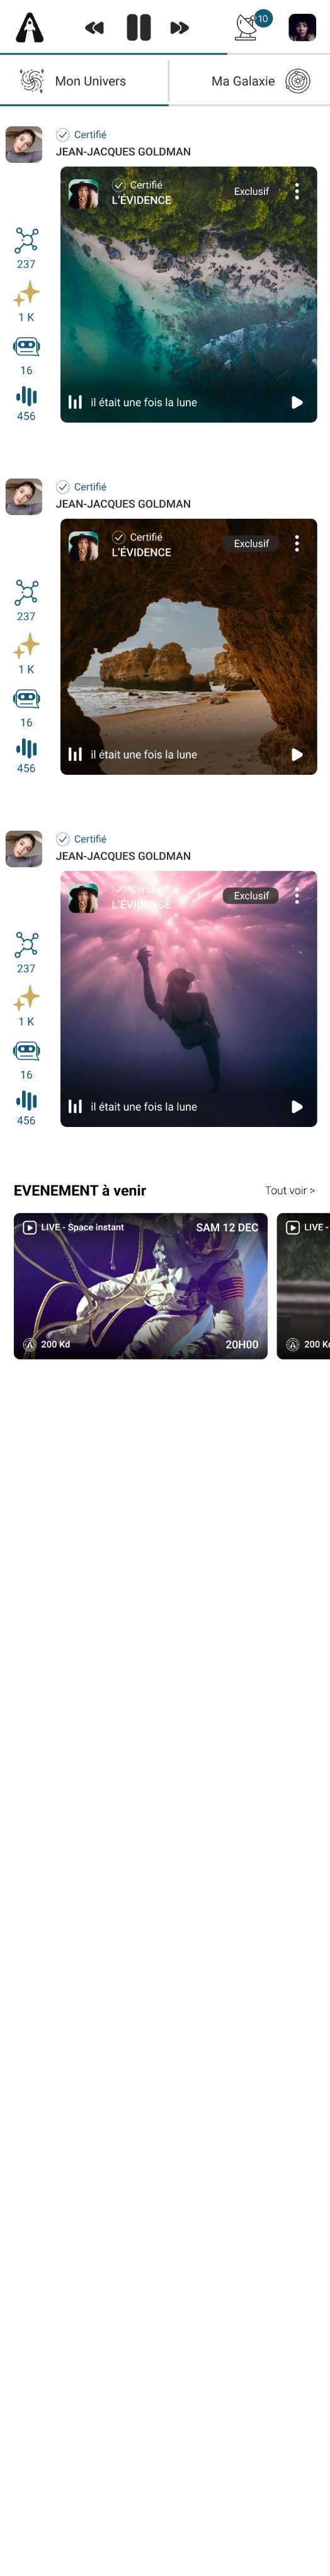 10
Mon Univers
Ma Galaxie
Certifié
JEAN-JACQUES GOLDMAN
Certifié
L'ÉVIDENCE
Exclusif
237
1 K
16
456
il était une fois la lune
Certifié
JEAN-JACQUES GOLDMAN
Certifié
L'ÉVIDENCE
Exclusif
237
1 K
16
456
il était une fois la lune
Certifié
JEAN-JACQUES GOLDMAN
Certifié
L'ÉVIDENCE
Exclusif
237
1 K
16
456
il était une fois la lune
EVENEMENT à venir
Tout voir >
LIVE - Space instant
SAM 12 DEC
200 Kd
20H00
LIVE -
200 K